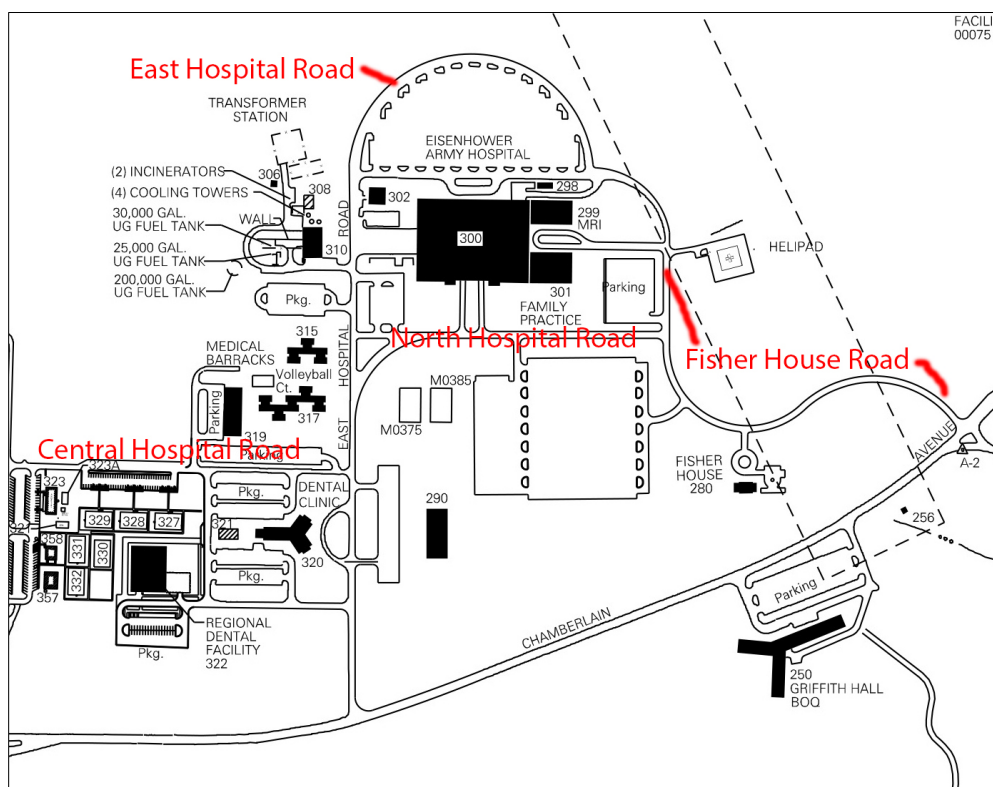 FACILI
00075
East Hospital Road
TRANSFORMER
STATION
EISENHOWER
ARMY HOSPITAL
(2) INCINERATORS
306
(4) COOLING TOWERS
308
302
298
30,000 GAL.
UG FUEL TANK
WALL
ROAD
299
MRI
300
310
HELIPAD
25,000 GAL.
UG FUEL TANK
200,000 GAL.
UG FUEL TANK
Pkg.
301
FAMILY
PRACTICE
Parking
North Hospital Road
Fisher House Road
315
MEDICAL
BARRACKS
Volleyball
Ct.
HOSPITAL
M0385
M0375
Parking
317
319
EAST
Parking
Central Hospital Road
323A
323
Pkg.
DENTAL
CLINIC
FISHER
HOUSE
280
AVENUE
A-2
290
256
329
328
327
321
320
358
331
330
332
357
Pkg.
Parking
REGIONAL
DENTAL
FACILITY
322
Pkg.
CHAMBERLAIN
250
GRIFFITH HALL
BOQ